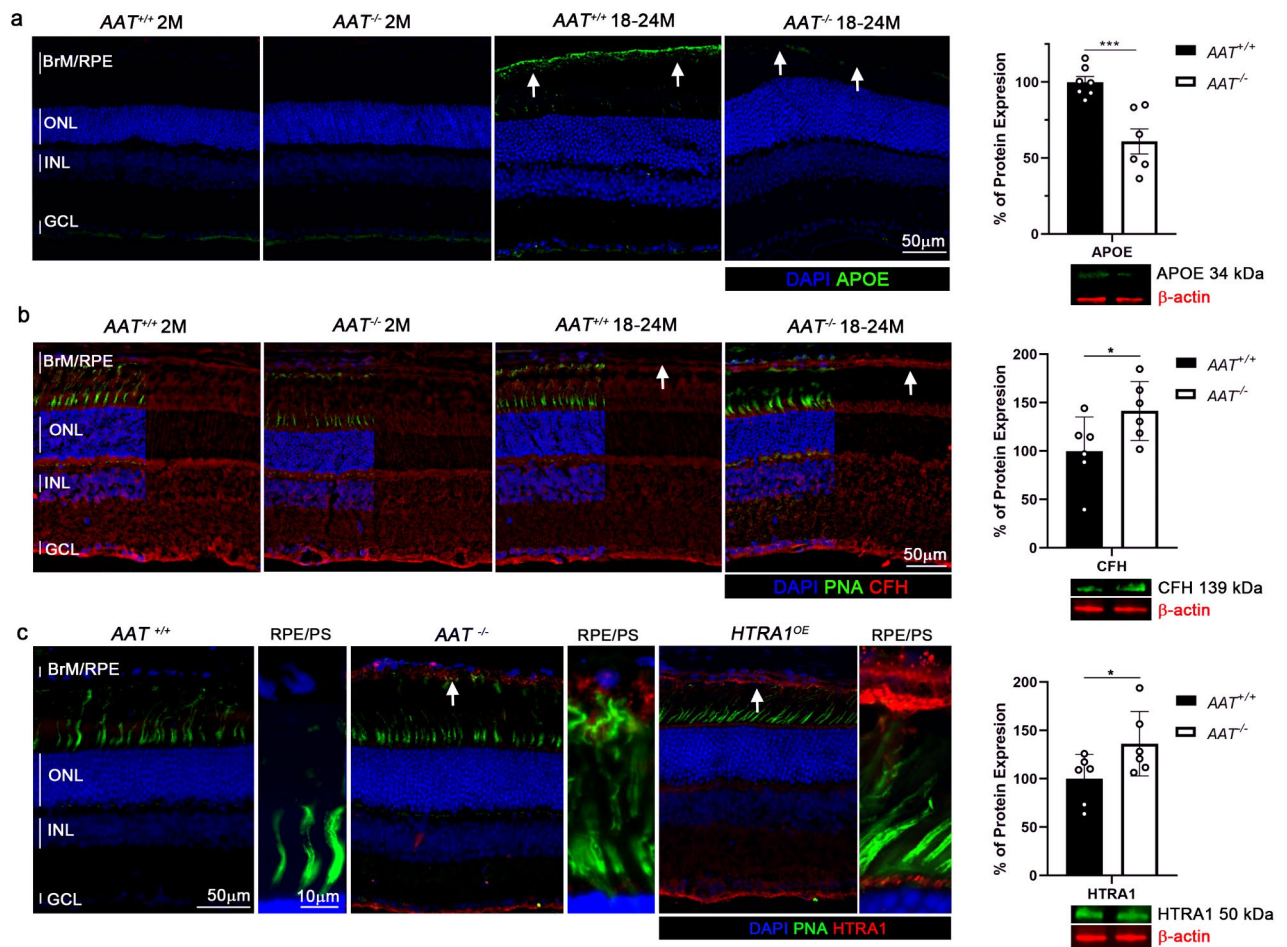 a
AAT+/+ 2M
AAT-/- 2M
AAT+/+ 18-24M
AAT-/- 18-24M
BrM/RPE
ONL
INL
GCL
50μm
DAPI APOE
% of Protein Expression
100
50
0
***
AAT+/+
AAT-/-
APOE
APOE 34 kDa
β-actin
b
AAT+/+ 2M
AAT-/- 2M
AAT+/+ 18-24M
AAT-/- 18-24M
BrM/RPE
ONL
INL
GCL
50μm
DAPI PNA CFH
% of Protein Expression
200
150
100
50
0
*
AAT+/+
AAT-/-
CFH
CFH 139 kDa
β-actin
c
AAT +/+
RPE/PS
AAT -/-
RPE/PS
HTRA1OE
RPE/PS
BrM/RPE
ONL
INL
GCL
50μm
10μm
DAPI PNA HTRA1
% of Protein Expresion
200
150
100
50
0
*
AAT+/+
AAT-/-
HTRA1
HTRA1 50 kDa
β-actin